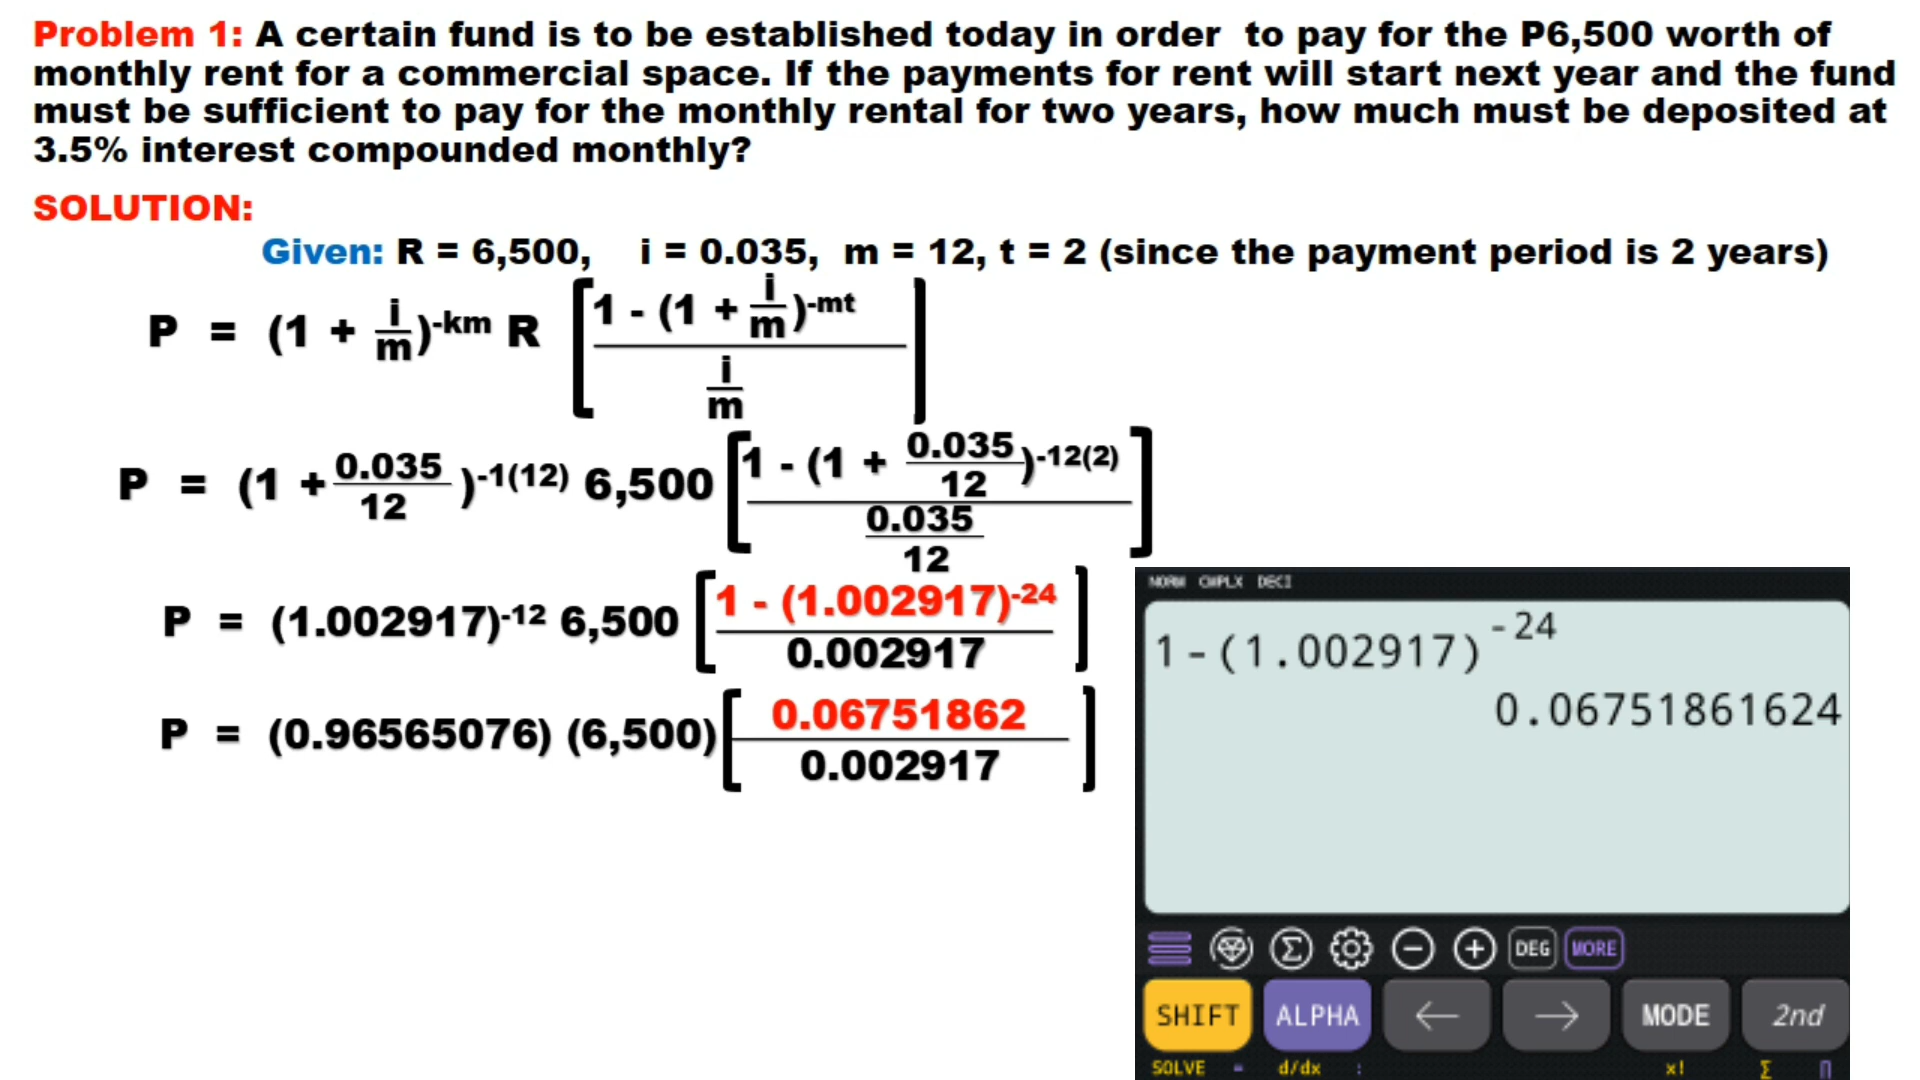 Problem 1: A certain fund is to be established today in order to pay for the P6,500 worth of
monthly rent for a commercial space. If the payments for rent will start next year and the fund
must be sufficient to pay for the monthly rental for two years, how much must be deposited at
3.5% interest compounded monthly?
SOLUTION:
Given: R = 6,500, i = 0.035, m = 12, t = 2 (since the payment period is 2 years)
P = (1 + i/m)^-km R [ (1 - (1 + i/m)^-mt) / (i/m) ]
P = (1 + 0.035/12)^-1(12) 6,500 [ (1 - (1 + 0.035/12)^-12(2)) / (0.035/12) ]
P = (1.002917)^-12 6,500 [ (1 - (1.002917)^-24) / 0.002917 ]
P = (0.96565076) (6,500) [ 0.06751862 / 0.002917 ]
NORM CMPLX DECI
1-(1.002917)^-24
0.06751861624
DEG MORE
SHIFT ALPHA ← → MODE 2nd
SOLVE = d/dx : x! Σ Π